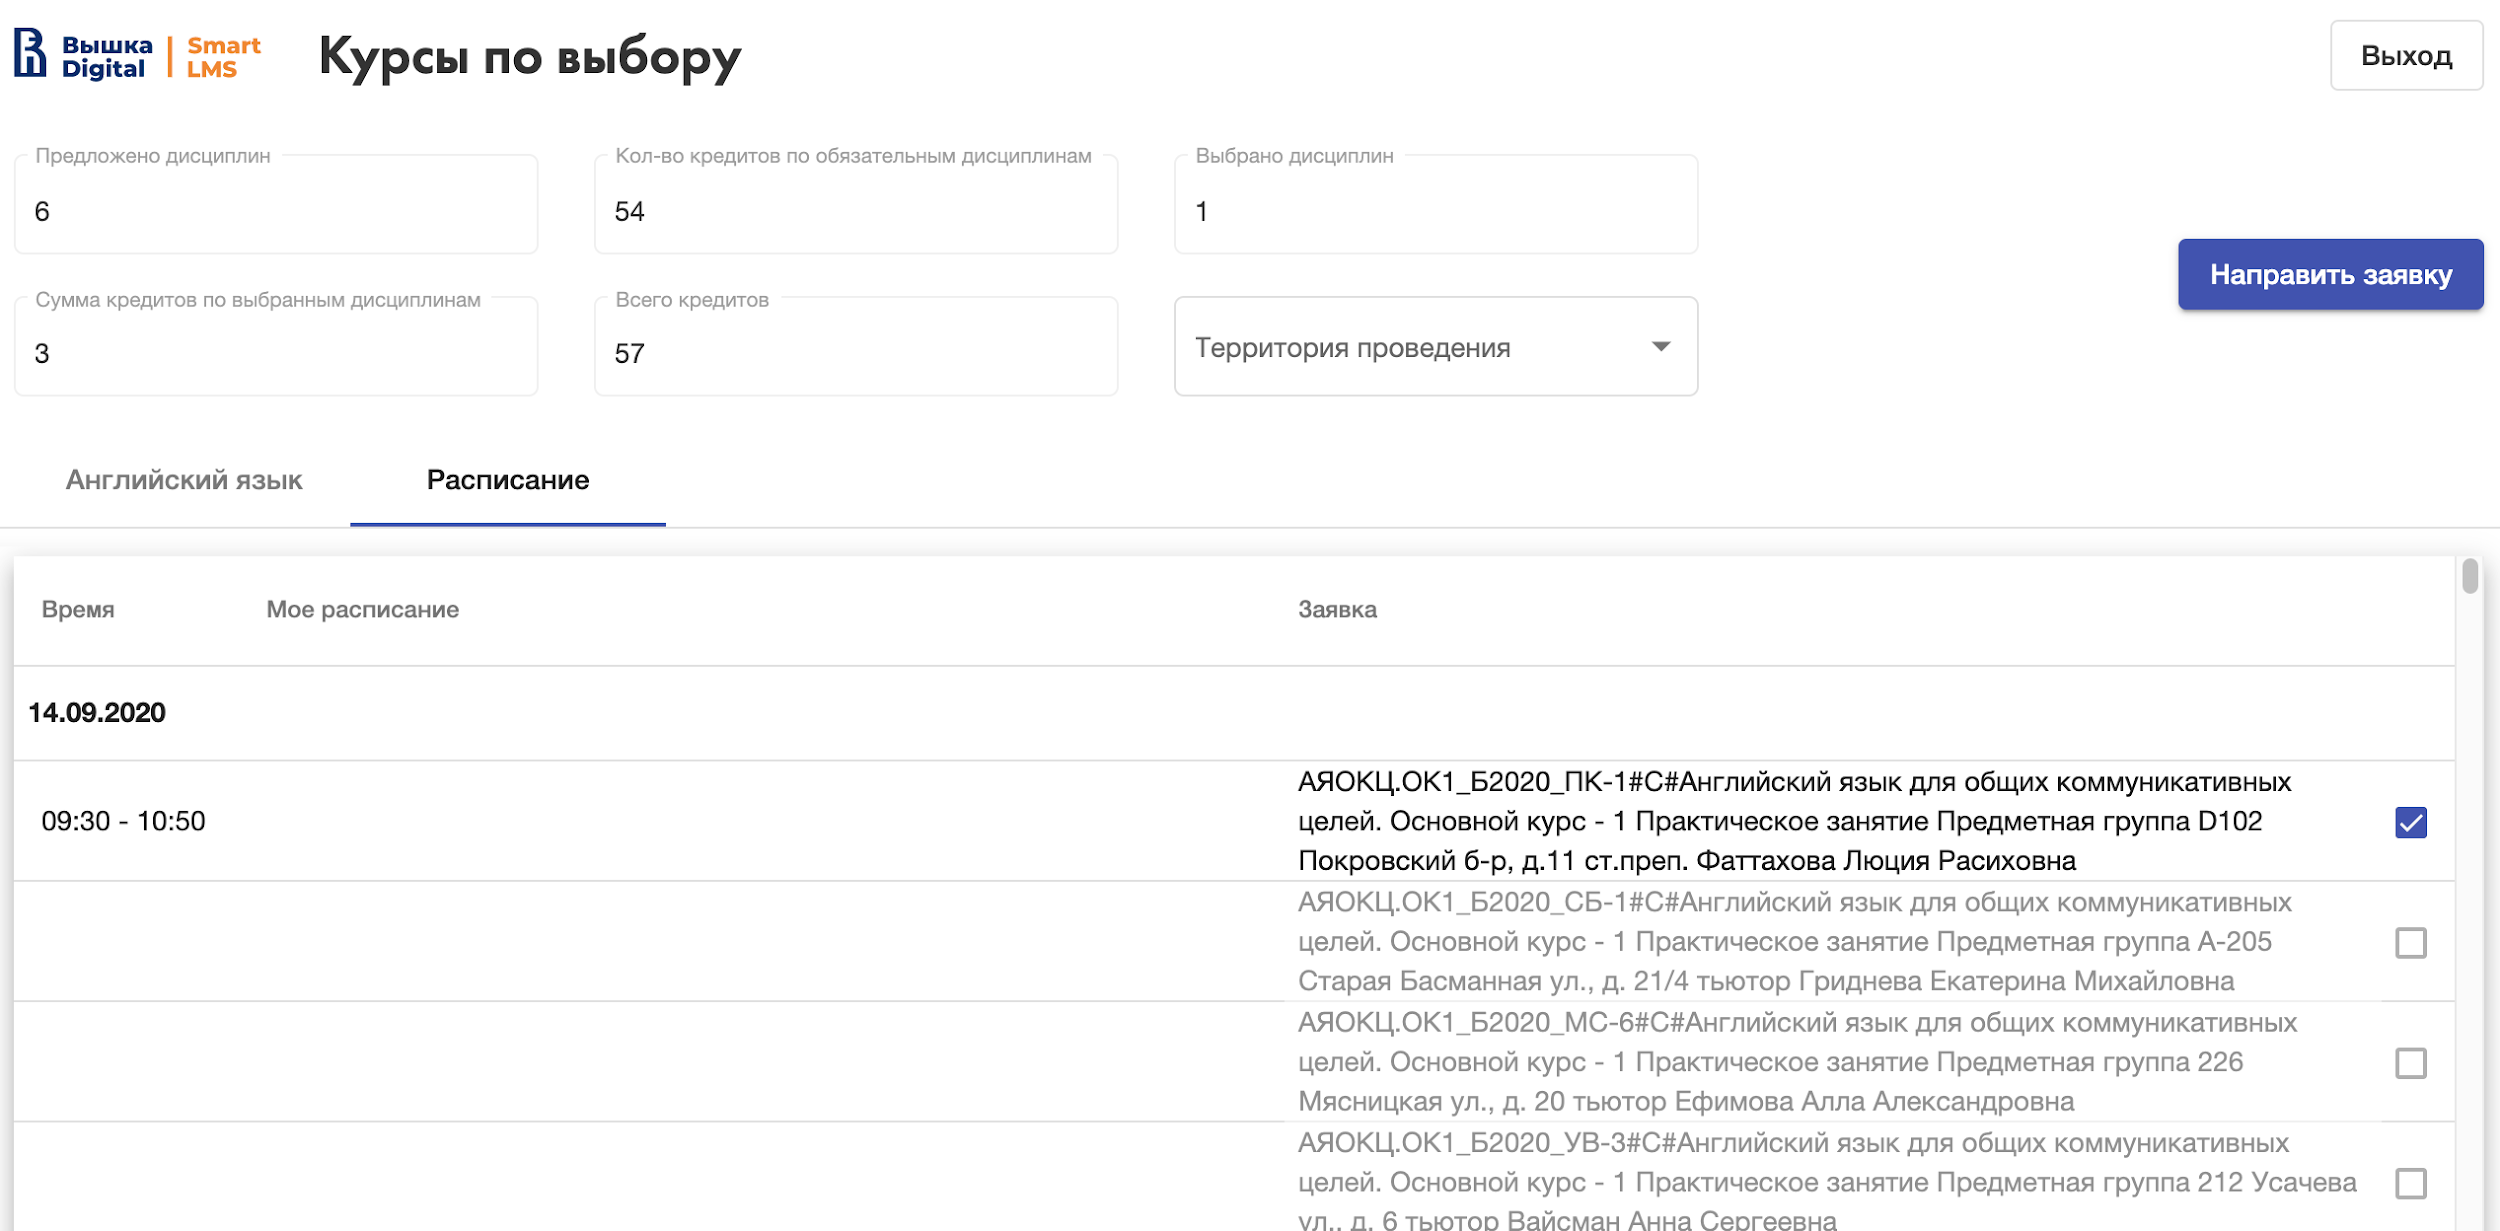 Вышка
Digital
Smart
LMS
Курсы по выбору
Выход
Предложено дисциплин
6
Кол-во кредитов по обязательным дисциплинам
54
Выбрано дисциплин
1
Направить заявку
Сумма кредитов по выбранным дисциплинам
3
Всего кредитов
57
Территория проведения
Английский язык
Расписание
Время
Мое расписание
Заявка
14.09.2020
09:30 - 10:50
АЯОКЦ.ОК1_Б2020_ПК-1#С#Английский язык для общих коммуникативных
целей. Основной курс - 1 Практическое занятие Предметная группа D102
Покровский б-р, д.11 ст.преп. Фаттахова Люция Расиховна
АЯОКЦ.ОК1_Б2020_СБ-1#С#Английский язык для общих коммуникативных
целей. Основной курс - 1 Практическое занятие Предметная группа А-205
Старая Басманная ул., д. 21/4 тьютор Гриднева Екатерина Михайловна
АЯОКЦ.ОК1_Б2020_МС-6#С#Английский язык для общих коммуникативных
целей. Основной курс - 1 Практическое занятие Предметная группа 226
Мясницкая ул., д. 20 тьютор Ефимова Алла Александровна
АЯОКЦ.ОК1_Б2020_УВ-3#С#Английский язык для общих коммуникативных
целей. Основной курс - 1 Практическое занятие Предметная группа 212 Усачева
ул., д. 6 тьютор Вайсман Анна Сергеевна